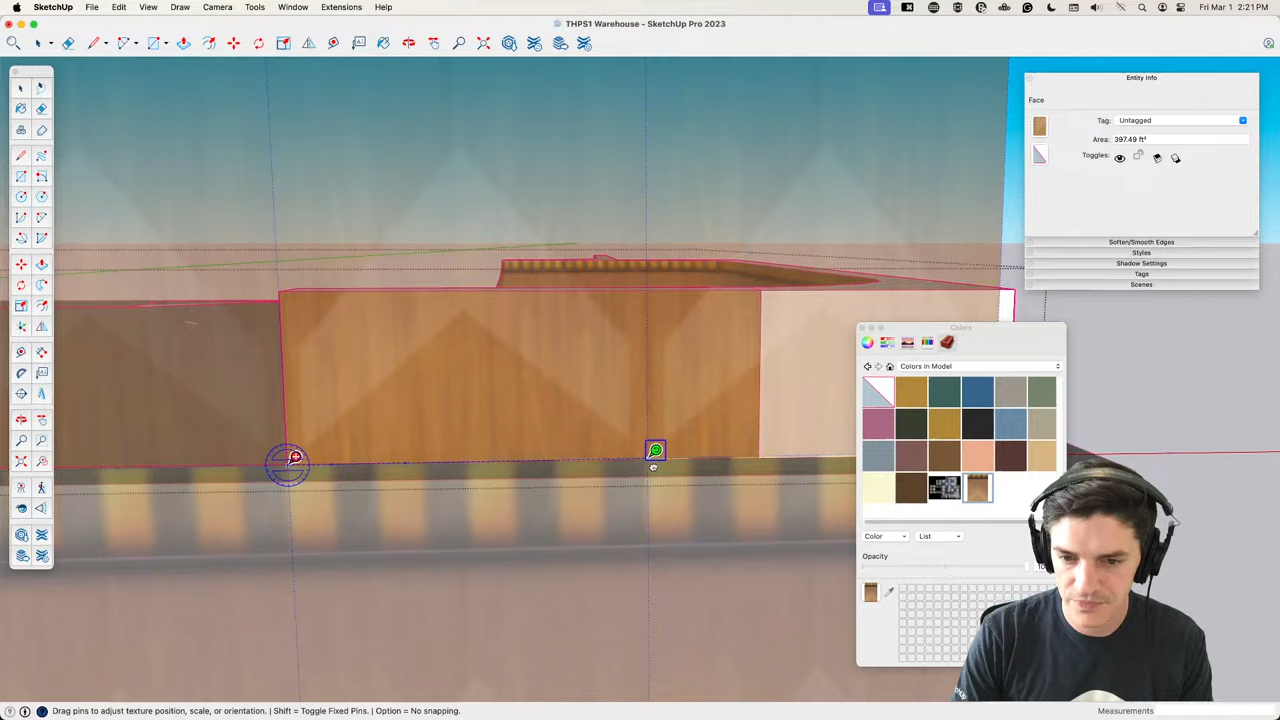 SketchUp File Edit View Draw Camera Tools Window Extensions Help
Fri Mar 1 2:21 PM
THPS1 Warehouse - SketchUp Pro 2023
Entity Info
Face
Tag: Untagged
Area: 397.49 ft²
Toggles:
Soften/Smooth Edges
Styles
Shadow Settings
Tags
Scenes
Colors
Colors in Model
Color List
Opacity
Drag pins to adjust texture position, scale, or orientation. | Shift = Toggle Fixed Pins. | Option = No snapping.
Measurements